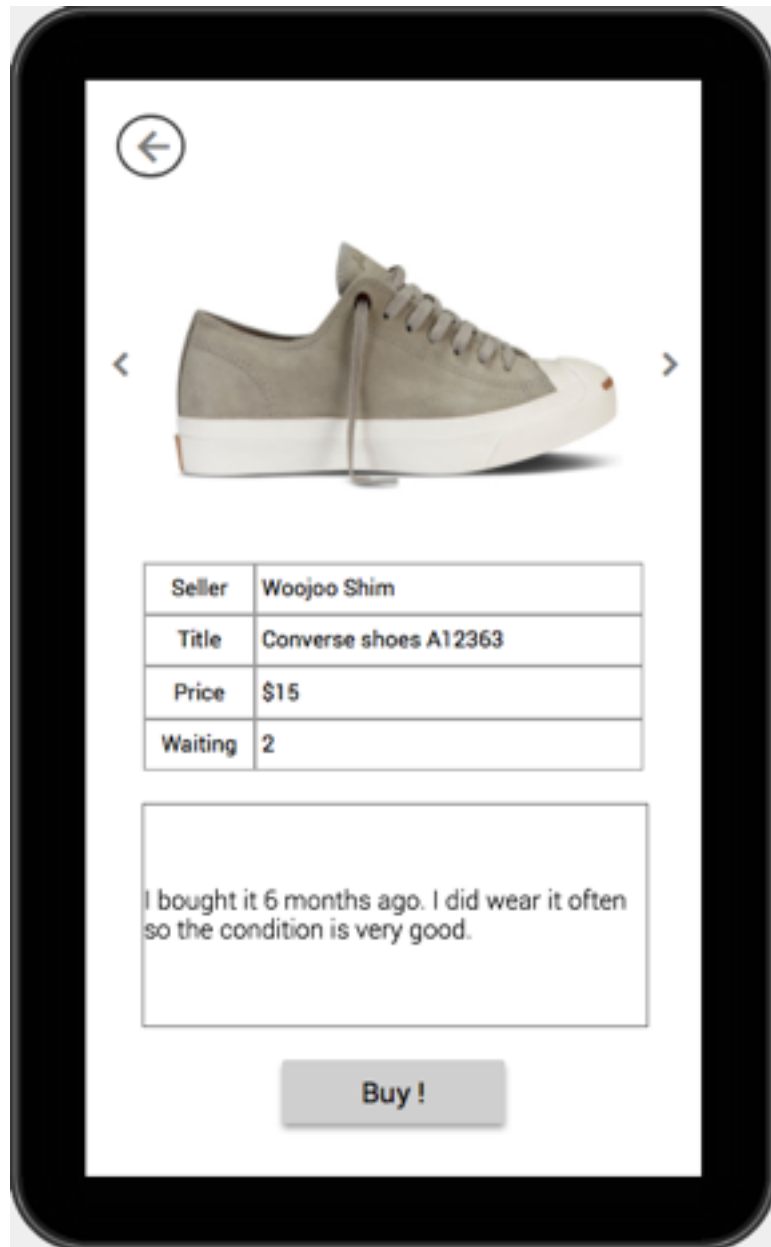 Seller Woojoo Shim
Title Converse shoes A12363
Price $15
Waiting 2
I bought it 6 months ago. I did wear it often
so the condition is very good.
Buy !